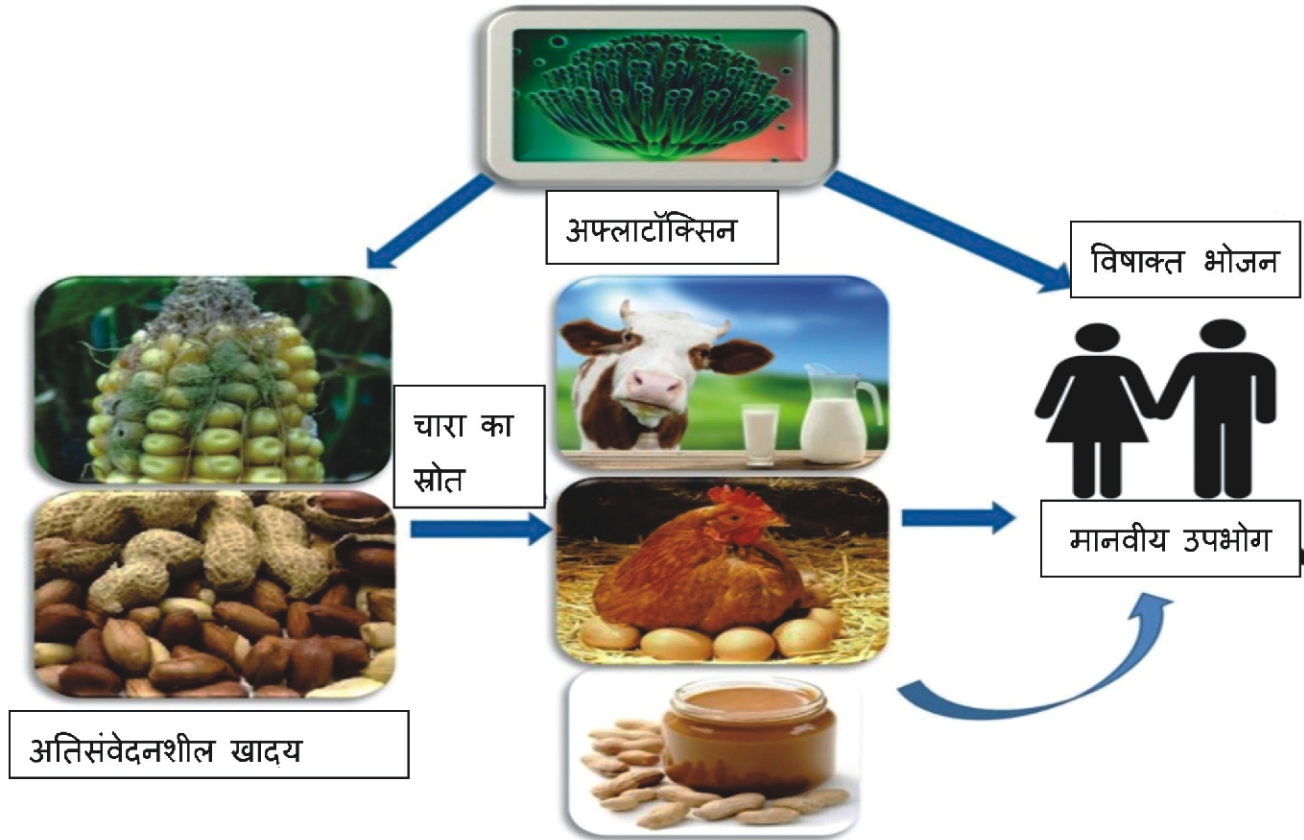 अफ्लाटॉक्सिन
विषाक्त भोजन
चारा का
स्रोत
मानवीय उपभोग
अतिसंवेदनशील खादय